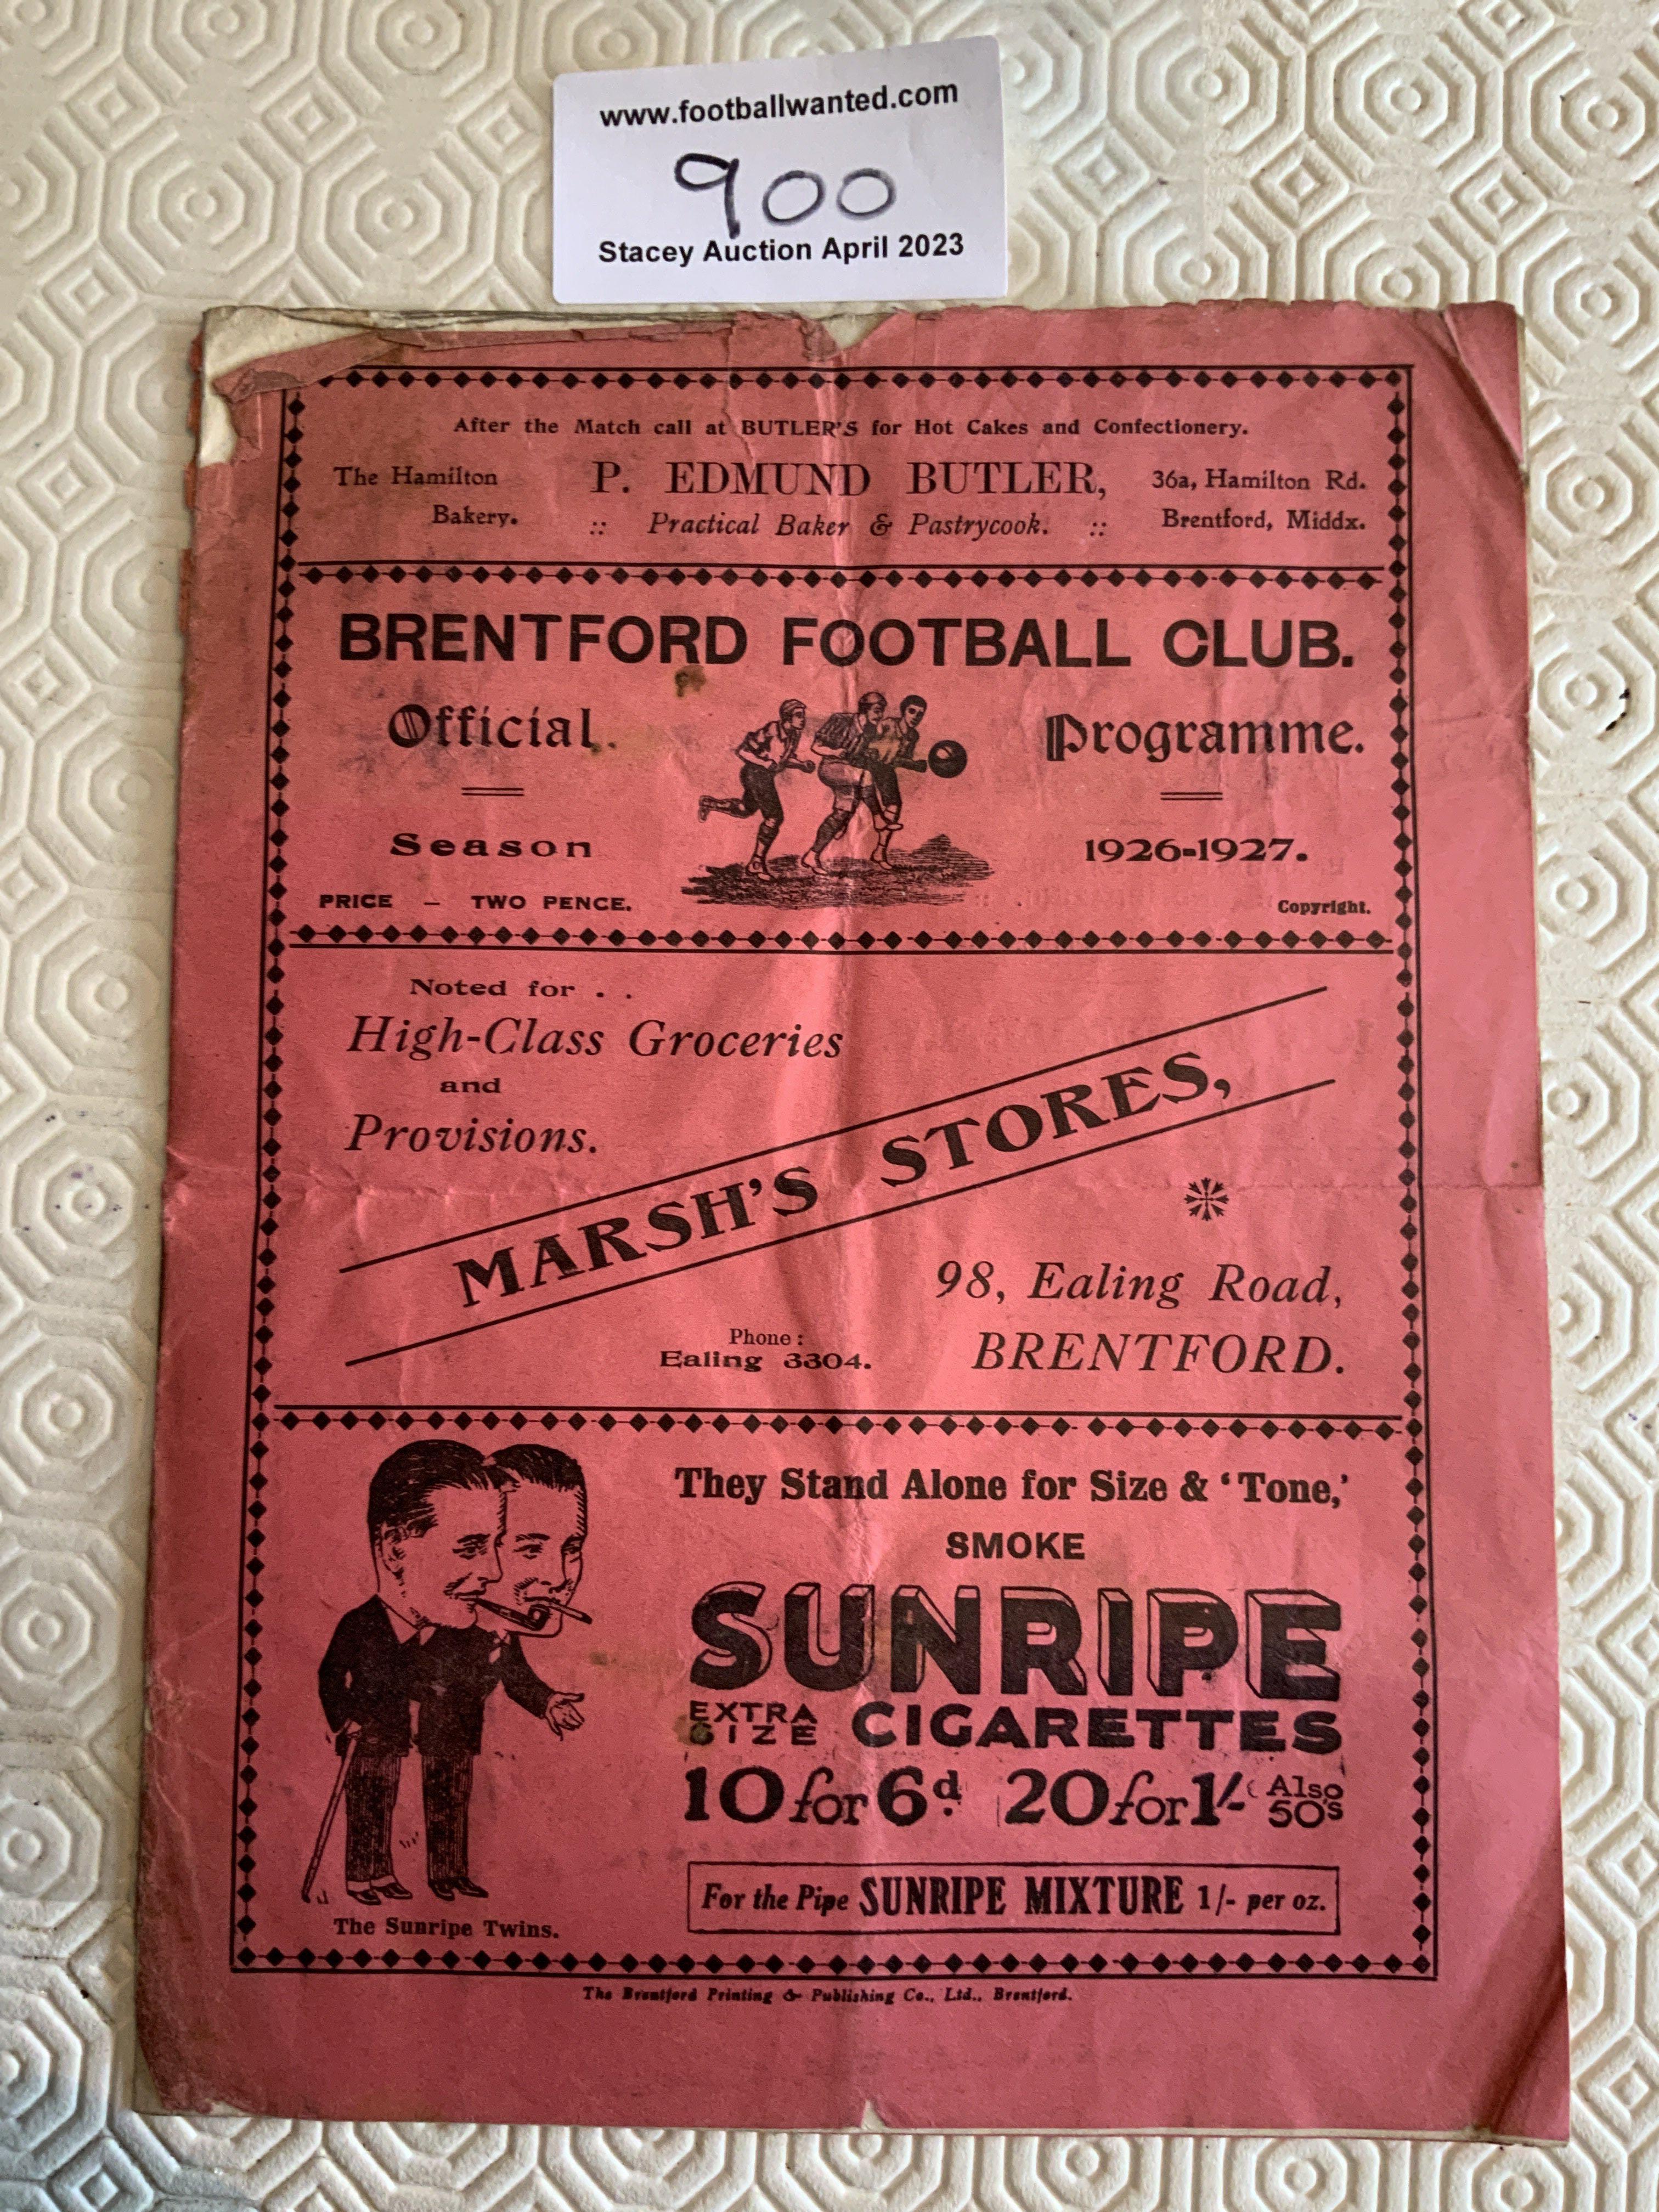 www.footballwanted.com
900
Stacey Auction April 2023
After the Match call at BUTLER'S for Hot Cakes and Confectionery.
The Hamilton Bakery.
P. EDMUND BUTLER,
:: Practical Baker & Pastrycook. ::
36a, Hamilton Rd.
Brentford, Middx.
BRENTFORD FOOTBALL CLUB.
Official Programme.
Season 1926-1927.
PRICE – TWO PENCE.
Copyright.
Noted for . .
High-Class Groceries
and
Provisions.
MARSH'S STORES,
98, Ealing Road,
BRENTFORD.
Phone :
Ealing 3304.
They Stand Alone for Size & 'Tone,'
SMOKE
SUNRIPE
EXTRA SIZE CIGARETTES
10 for 6d. 20 for 1/- Also 50's
For the Pipe SUNRIPE MIXTURE 1/- per oz.
The Sunripe Twins.
The Brentford Printing & Publishing Co., Ltd., Brentford.